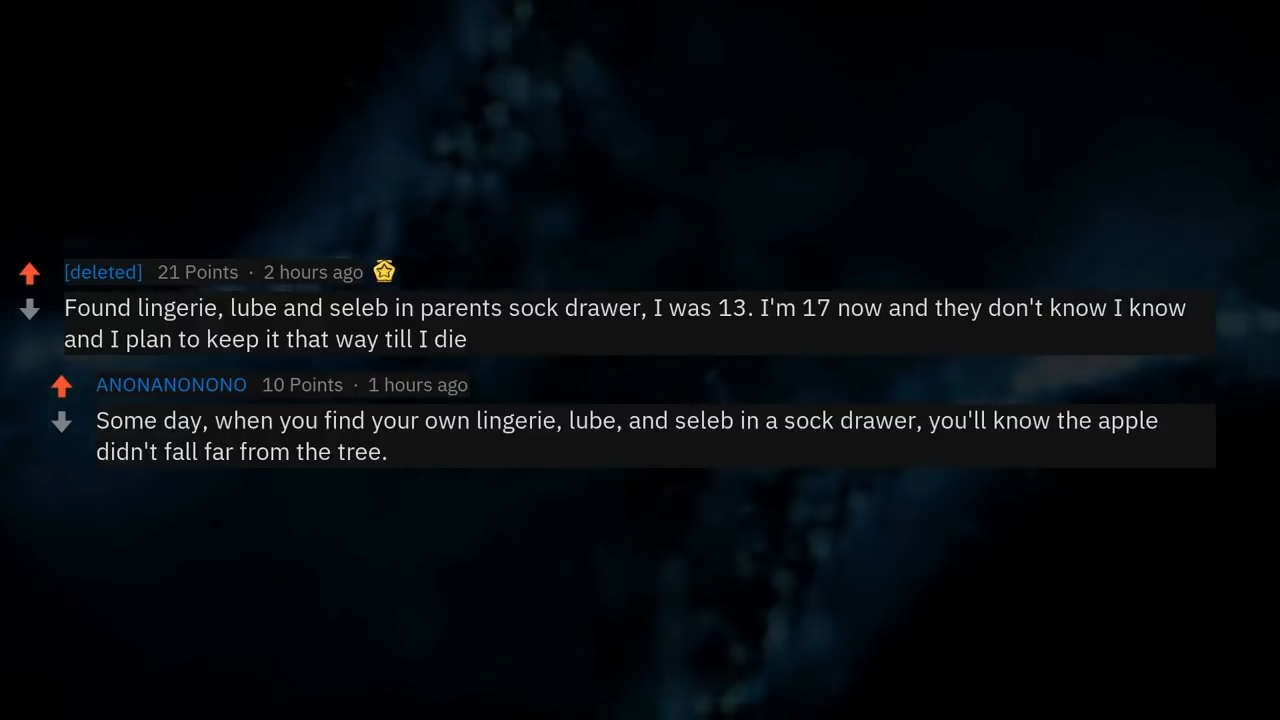 [deleted] 21 Points · 2 hours ago
Found lingerie, lube and seleb in parents sock drawer, I was 13. I'm 17 now and they don't know I know
and I plan to keep it that way till I die
ANONANONONO 10 Points · 1 hours ago
Some day, when you find your own lingerie, lube, and seleb in a sock drawer, you'll know the apple
didn't fall far from the tree.